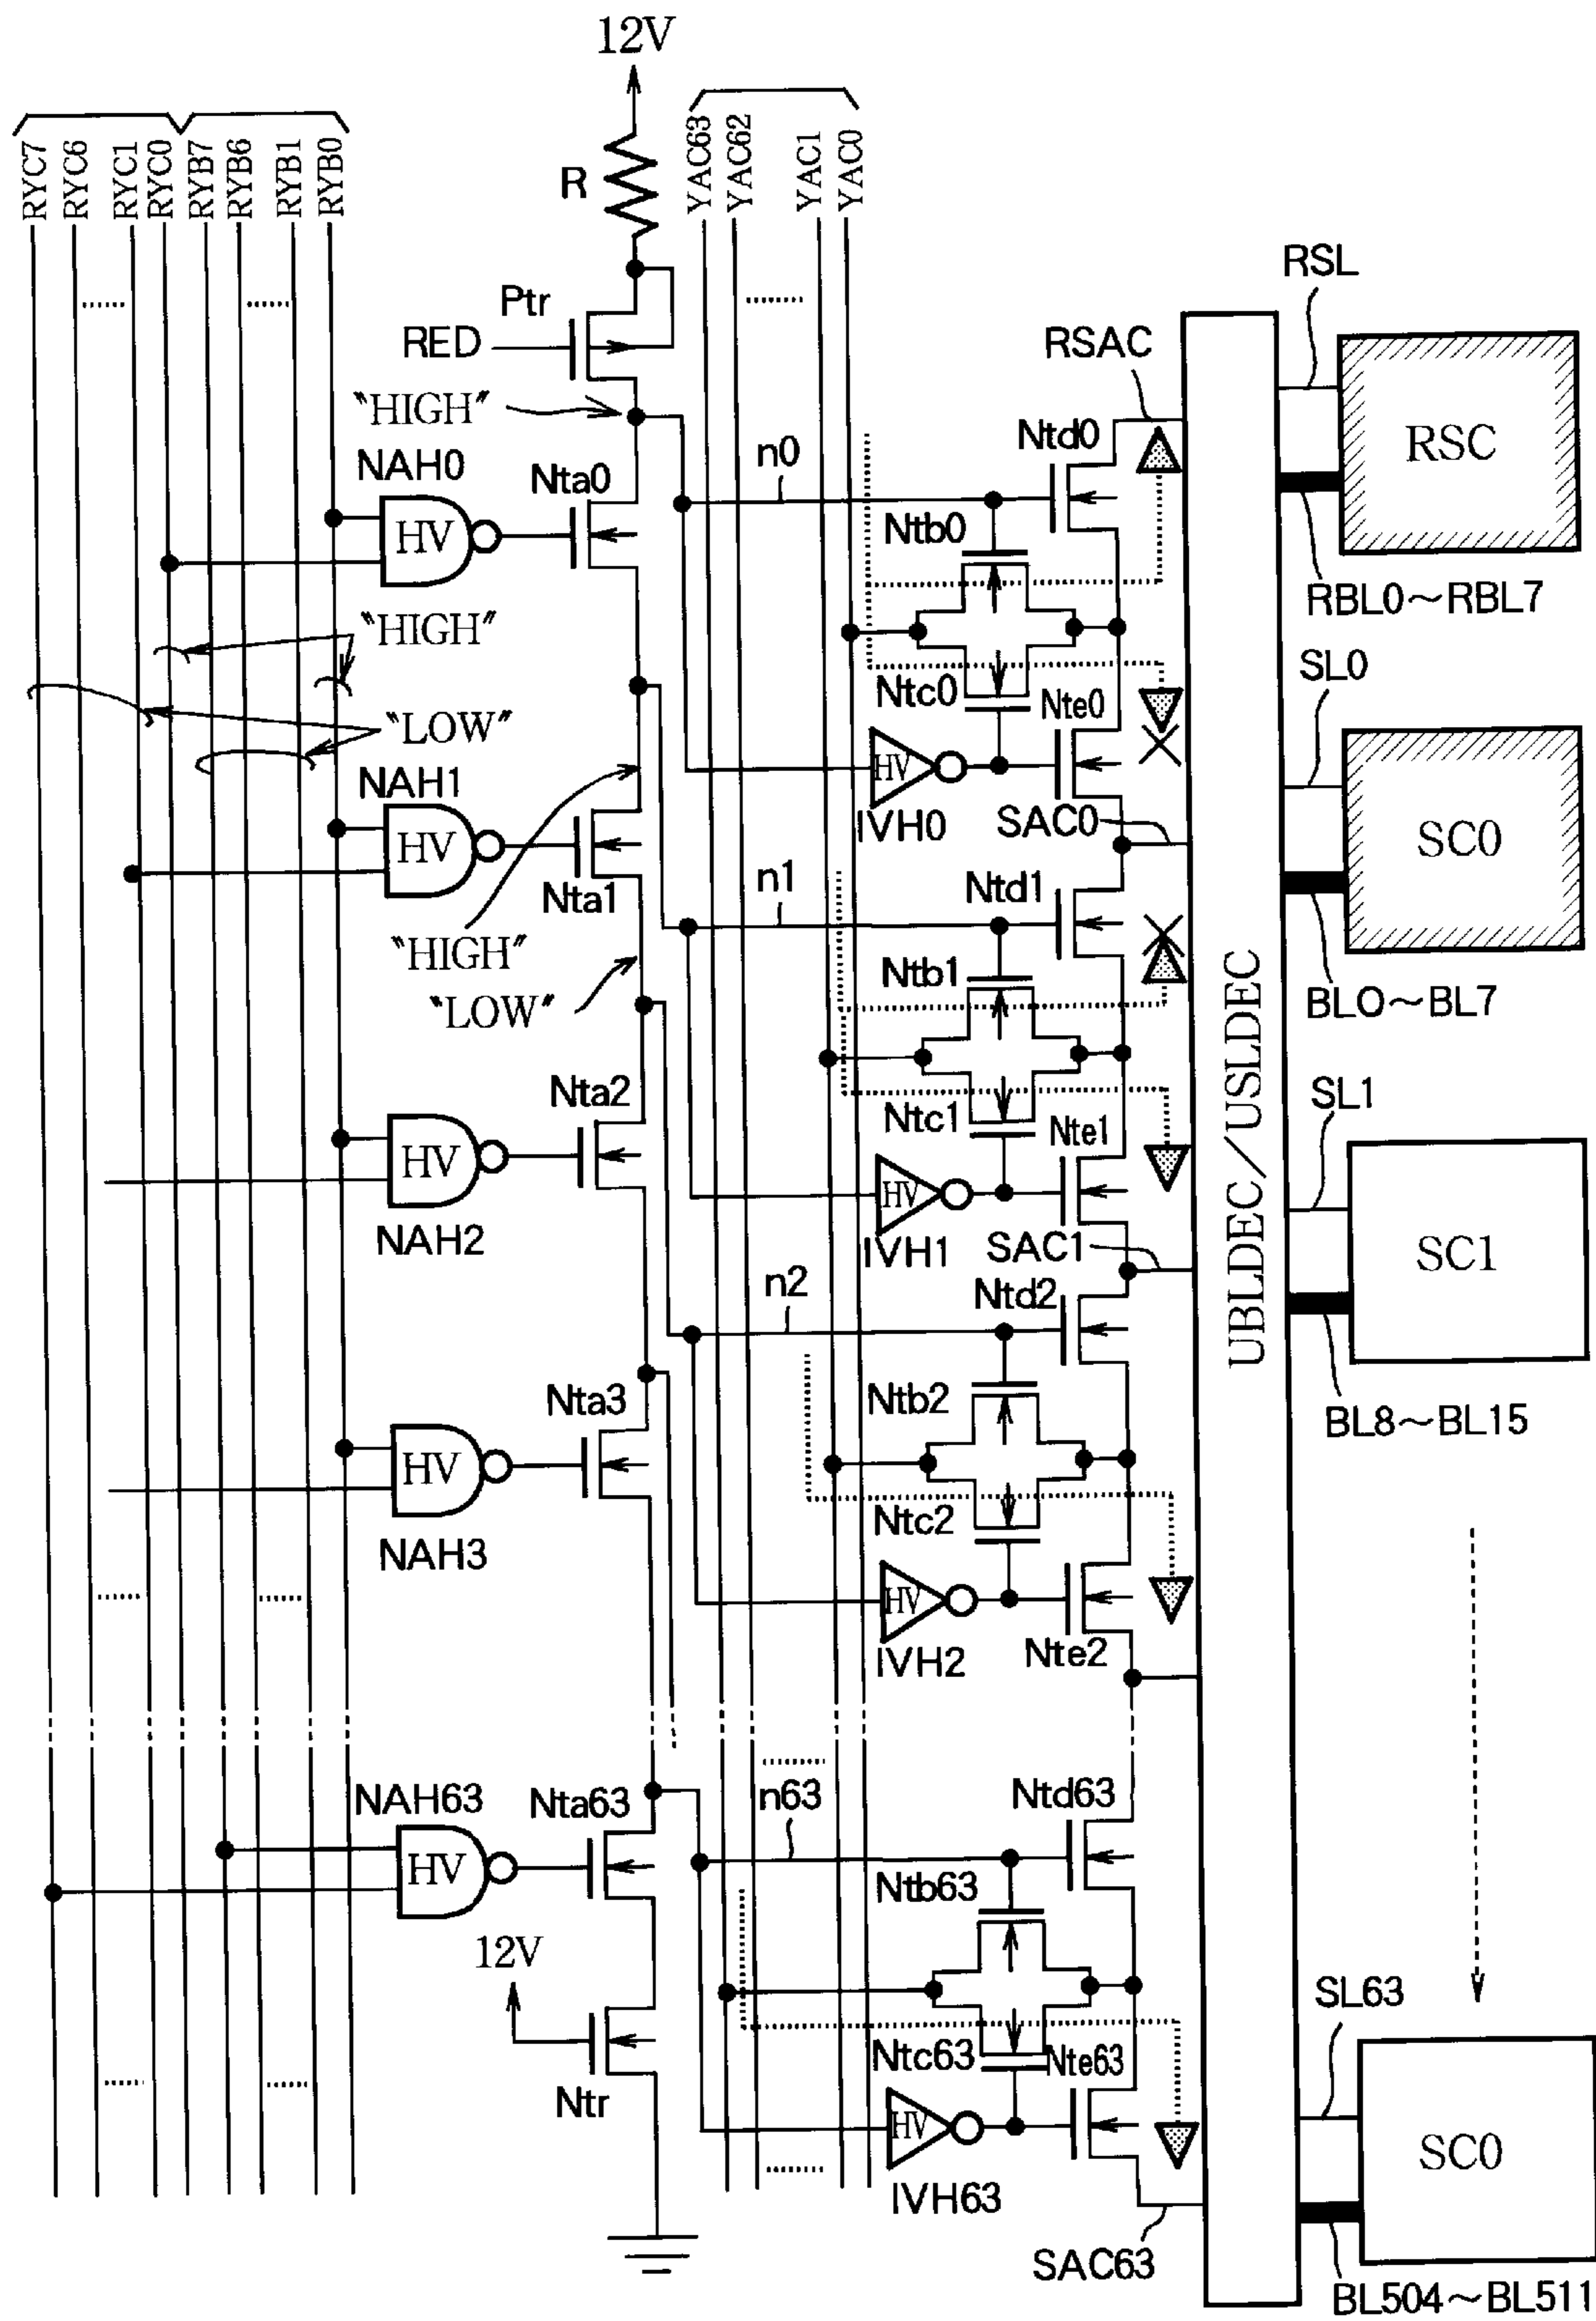 12V
RYC7
RYC6
RYC1
RYC0
RYB7
RYB6
RYB1
RYB0
R
YAC63
YAC62
YAC1
YAC0
Ptr
RED
"HIGH"
RSAC
RSL
RSC
NAH0
HV
Nta0
n0
Ntd0
Ntb0
RBL0～RBL7
"HIGH"
"LOW"
Ntc0
Nte0
HV
IVH0
SAC0
SL0
SC0
BLO～BL7
NAH1
HV
Nta1
"HIGH"
"LOW"
n1
Ntd1
Ntb1
Ntc1
Nte1
HV
IVH1
SAC1
UBLDEC/USLDEC
SL1
SC1
BL8～BL15
Nta2
HV
NAH2
n2
Ntd2
Ntb2
Ntc2
HV
IVH2
Nte2
Nta3
HV
NAH3
NAH63
HV
Nta63
n63
Ntd63
Ntb63
12V
Ntr
Ntc63
Nte63
HV
IVH63
SAC63
SL63
SC0
BL504～BL511